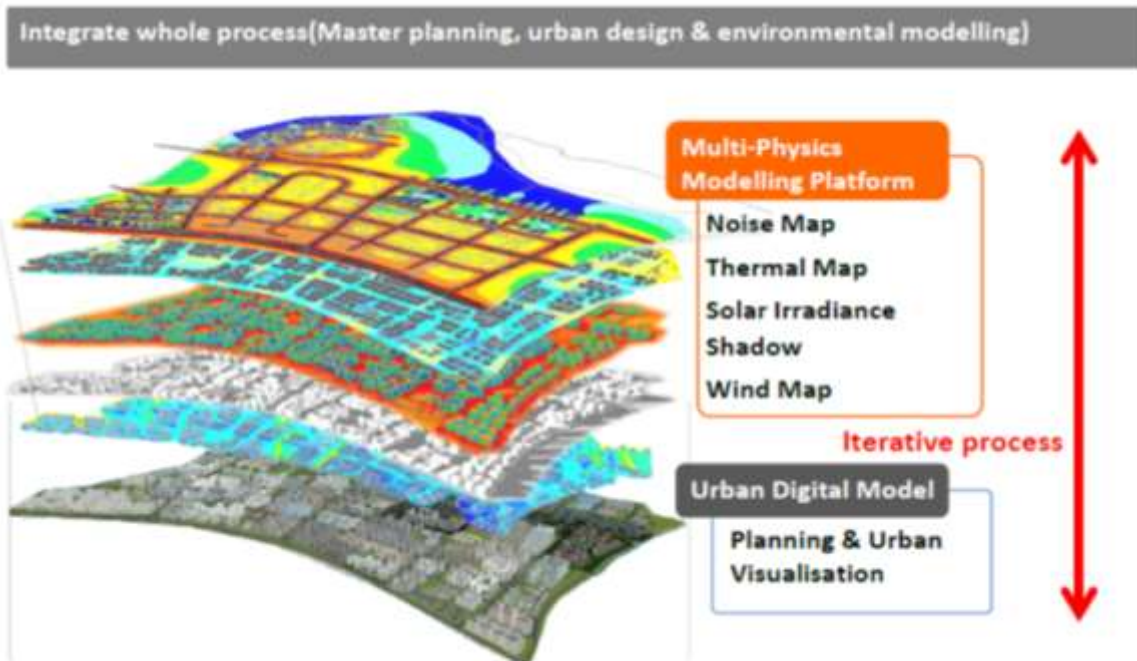 Integrate whole process(Master planning, urban design & environmental modelling)
Multi-Physics
Modelling Platform
Noise Map
Thermal Map
Solar Irradiance
Shadow
Wind Map
Iterative process
Urban Digital Model
Planning & Urban
Visualisation